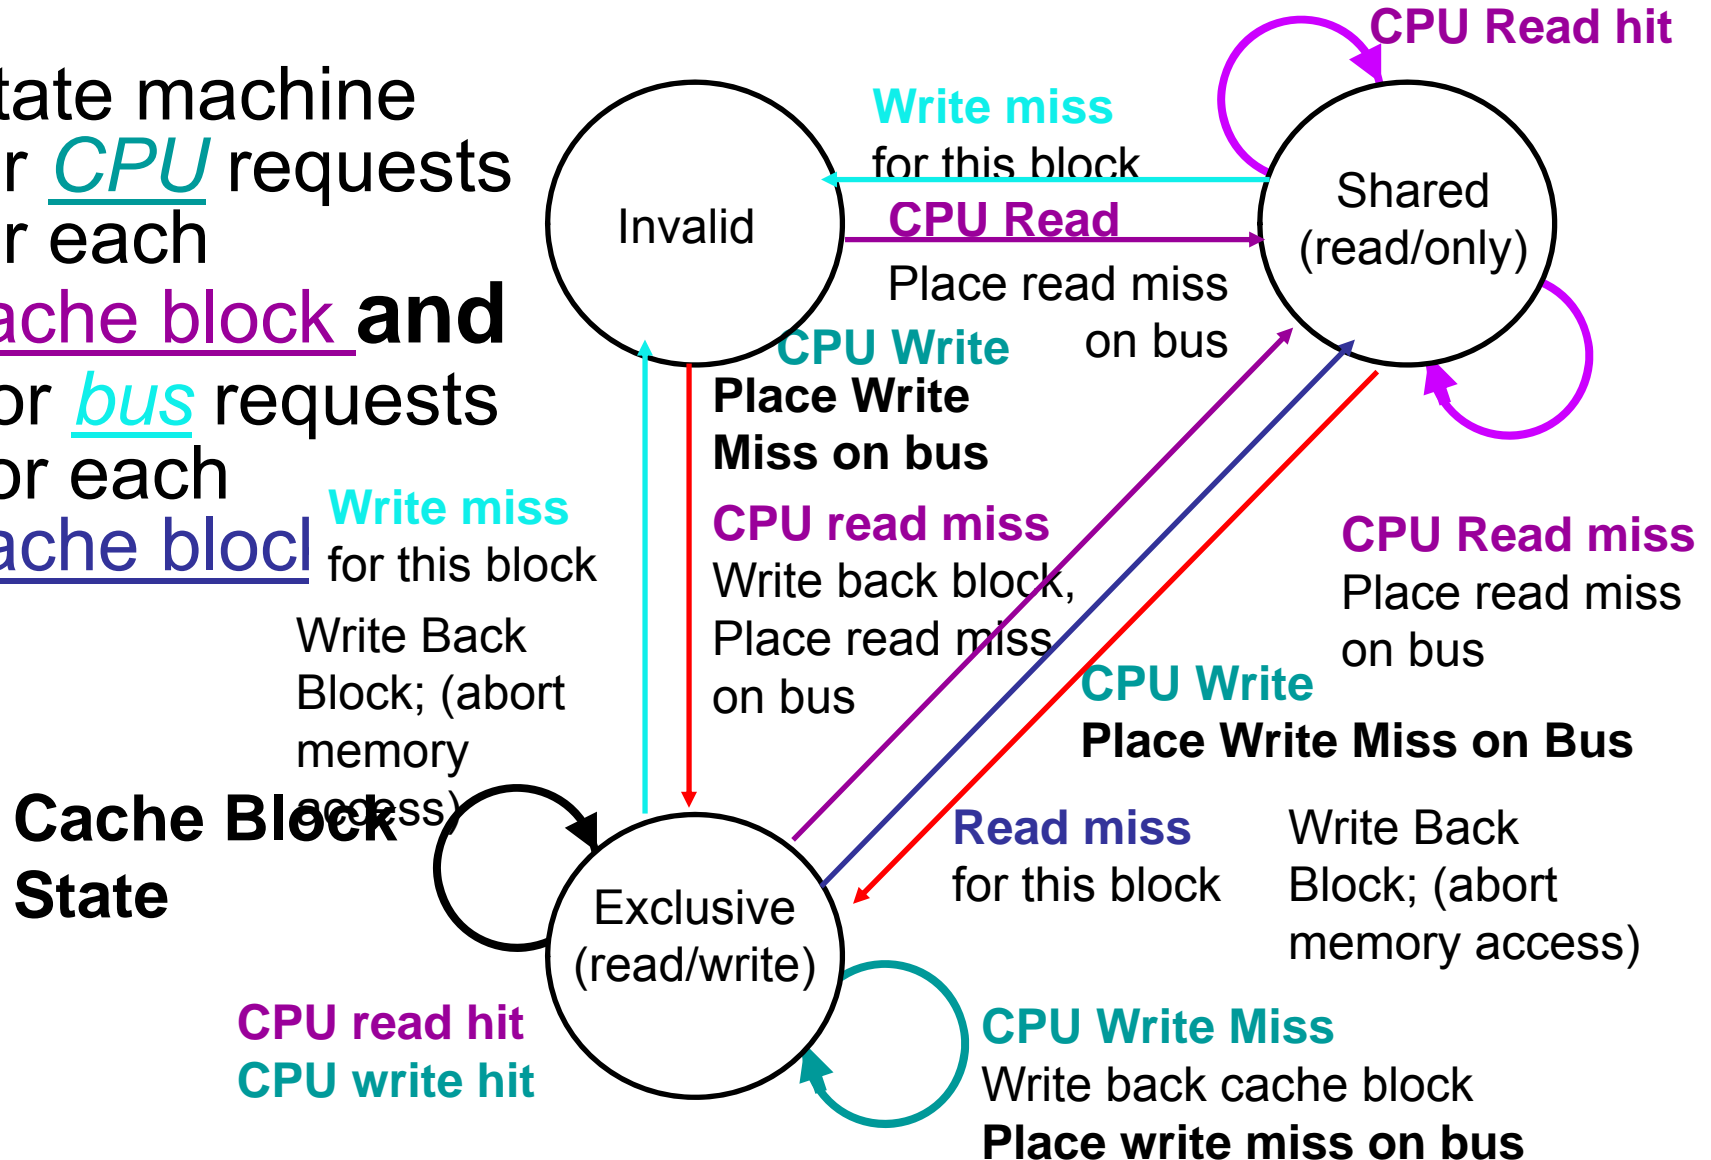 tate machine
r CPU requests
r each
ache block and
or bus requests
or each
ache blocl
Cache Block
State
Invalid
Write miss
for this block
CPU Read
Place read miss
on bus
CPU Read hit
Shared
(read/only)
CPU Write
Place Write
Miss on bus
CPU read miss
Write back block,
Place read miss
on bus
Write miss
for this block
Write Back
Block; (abort
memory
access)
CPU Read miss
Place read miss
on bus
CPU Write
Place Write Miss on Bus
Read miss
for this block
Write Back
Block; (abort
memory access)
Exclusive
(read/write)
CPU read hit
CPU write hit
CPU Write Miss
Write back cache block
Place write miss on bus